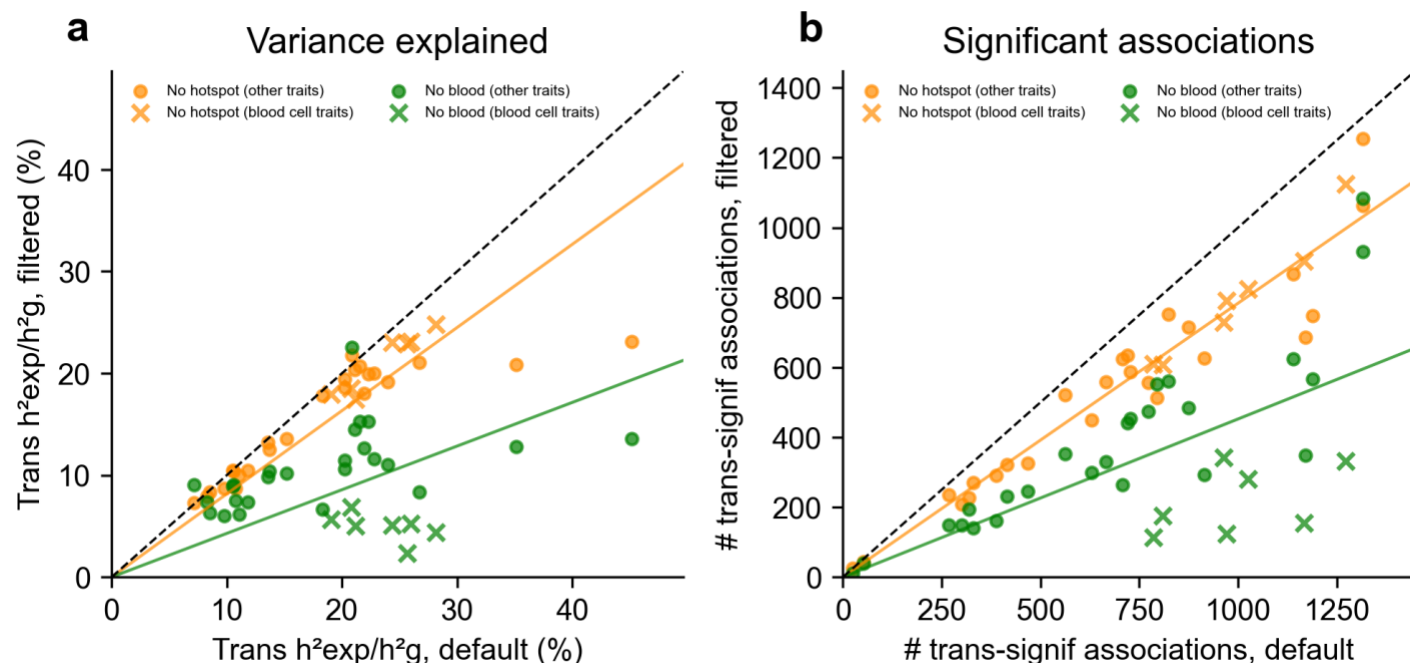 a
Variance explained
No hotspot (other traits)
No hotspot (blood cell traits)
No blood (other traits)
No blood (blood cell traits)
Trans h²exp/h²g, filtered (%)
40
30
20
10
0
0 10 20 30 40
Trans h²exp/h²g, default (%)
b
Significant associations
No hotspot (other traits)
No hotspot (blood cell traits)
No blood (other traits)
No blood (blood cell traits)
# trans-signif associations, filtered
1400
1200
1000
800
600
400
200
0
0 250 500 750 1000 1250
# trans-signif associations, default